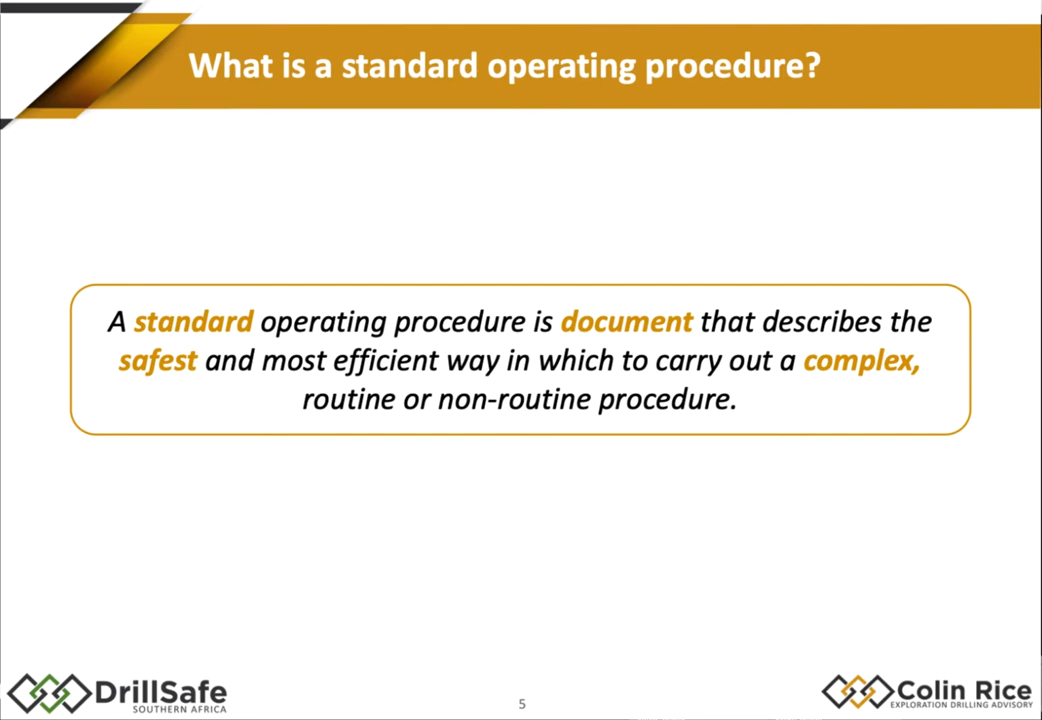 What is a standard operating procedure?
A standard operating procedure is document that describes the
safest and most efficient way in which to carry out a complex,
routine or non-routine procedure.
DrillSafe
SOUTHERN AFRICA
5
Colin Rice
EXPLORATION DRILLING ADVISORY